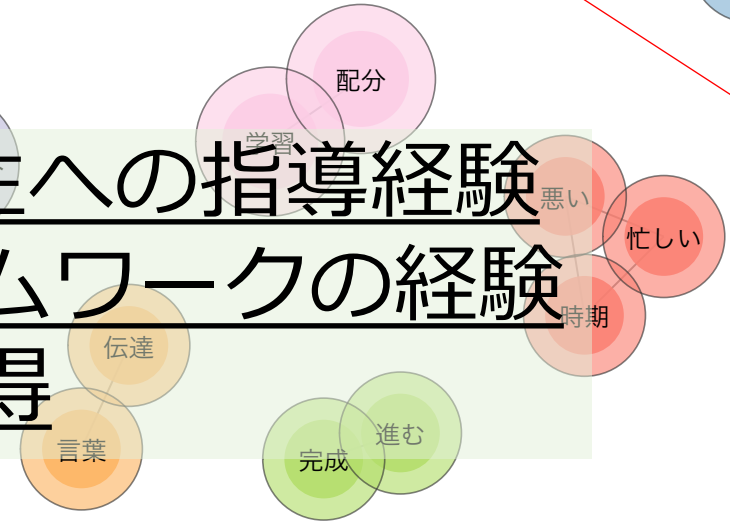 配分
学習
生への指導経験
悪い
忙しい
ムワークの経験
時期
伝達
得
進む
言葉
完成